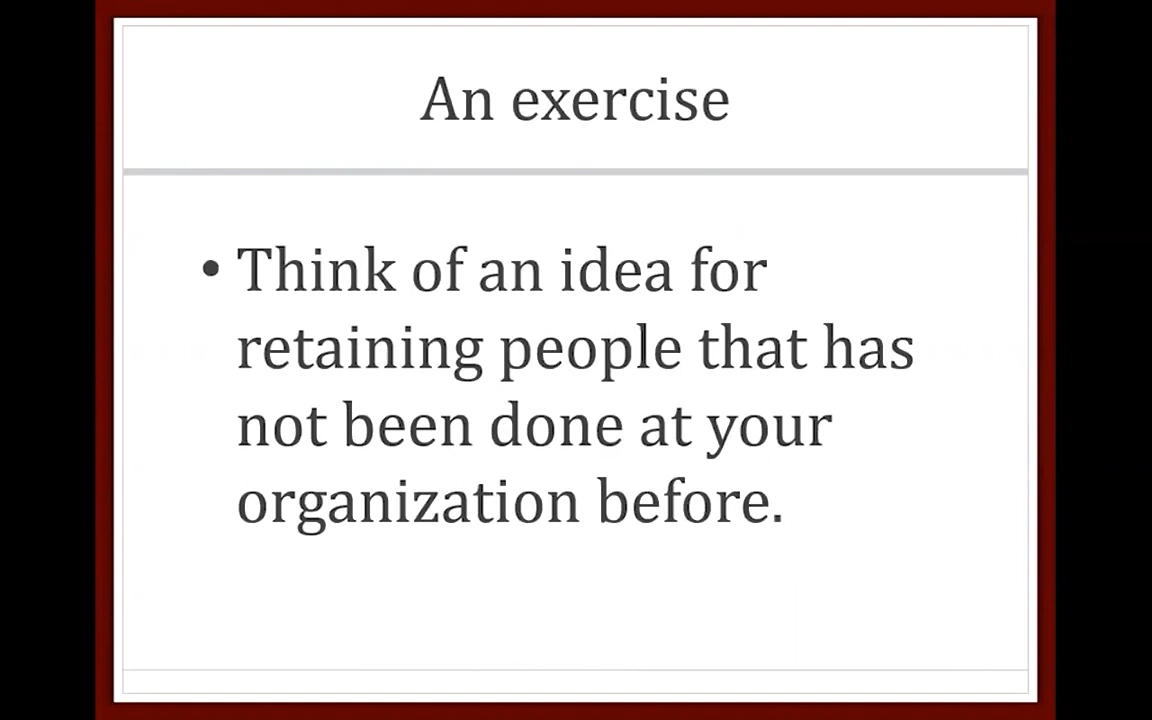 An exercise
• Think of an idea for
retaining people that has
not been done at your
organization before.